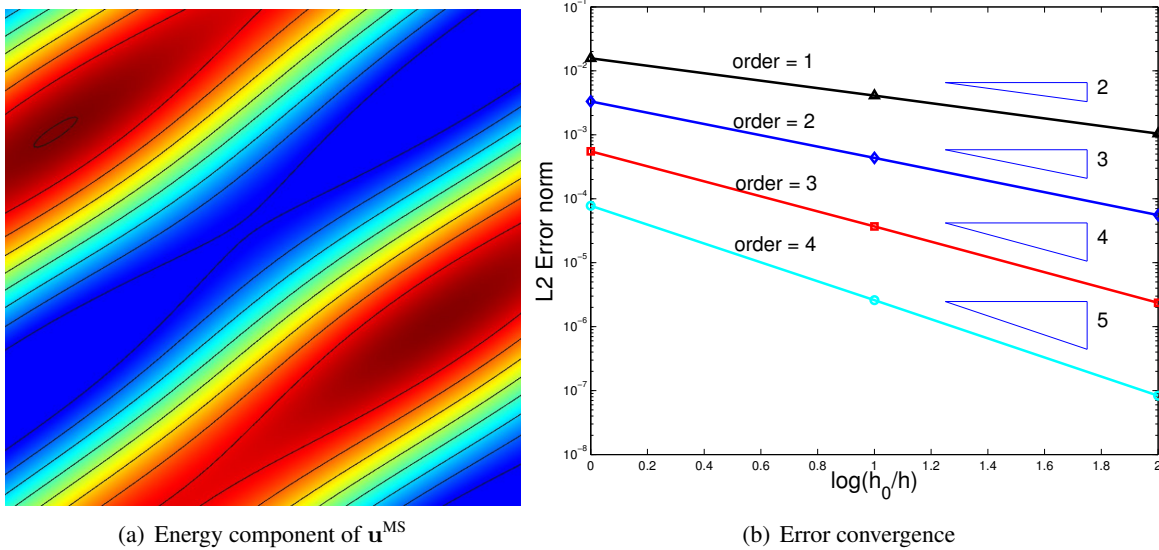 10⁻¹
10⁻²
10⁻³
10⁻⁴
10⁻⁵
10⁻⁶
10⁻⁷
10⁻⁸
L2 Error norm
order = 1
order = 2
order = 3
order = 4
2
3
4
5
0 0.2 0.4 0.6 0.8 1 1.2 1.4 1.6 1.8 2
log(h₀/h)
(a) Energy component of u^MS
(b) Error convergence